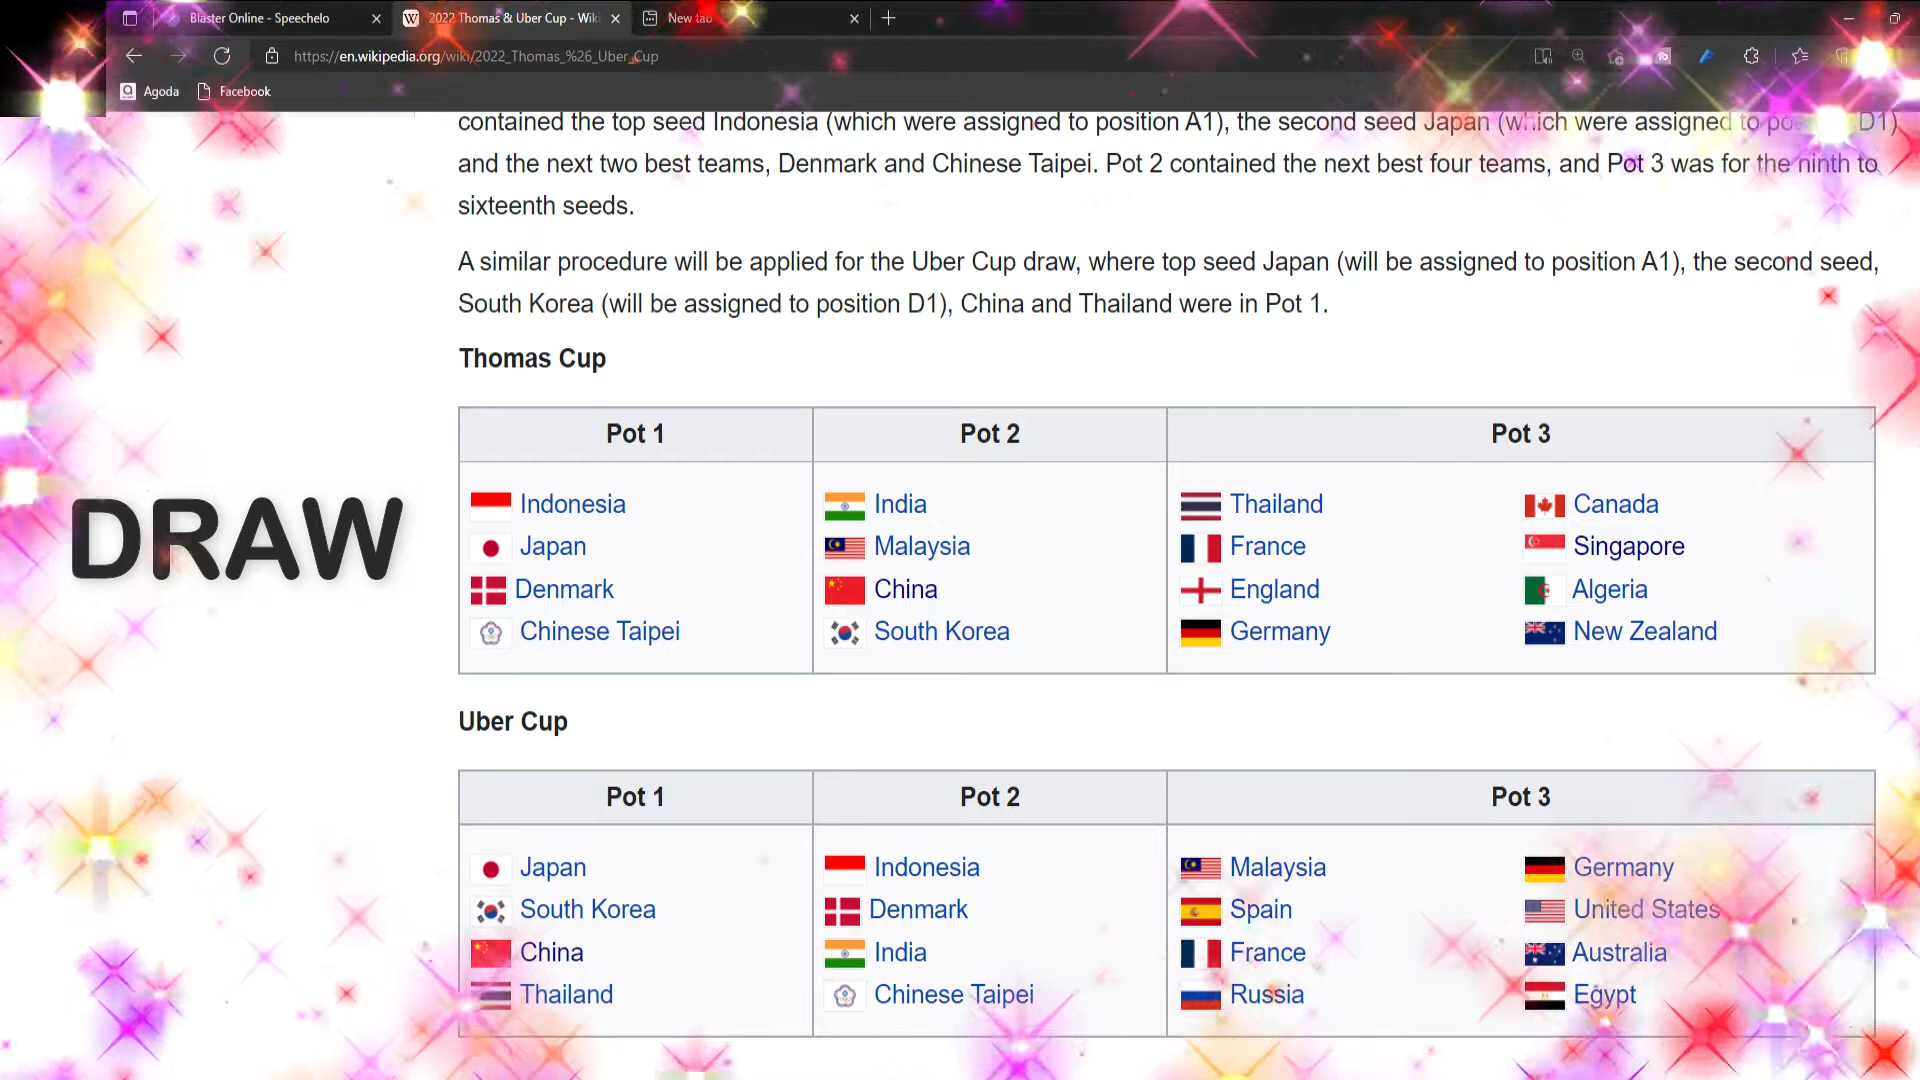 Blaster Online - Speechelo
2022 Thomas & Uber Cup - Wiki
New tab
https://en.wikipedia.org/wiki/2022_Thomas_%26_Uber_Cup
Agoda Facebook
contained the top seed Indonesia (which were assigned to position A1), the second seed Japan (which were assigned to D1)
and the next two best teams, Denmark and Chinese Taipei. Pot 2 contained the next best four teams, and Pot 3 was for the ninth to
sixteenth seeds.
A similar procedure will be applied for the Uber Cup draw, where top seed Japan (will be assigned to position A1), the second seed,
South Korea (will be assigned to position D1), China and Thailand were in Pot 1.
DRAW
Thomas Cup
Pot 1 Pot 2 Pot 3
Indonesia India Thailand Canada
Japan Malaysia France Singapore
Denmark China England Algeria
Chinese Taipei South Korea Germany New Zealand
Uber Cup
Pot 1 Pot 2 Pot 3
Japan Indonesia Malaysia Germany
South Korea Denmark Spain United States
China India France Australia
Thailand Chinese Taipei Russia Egypt